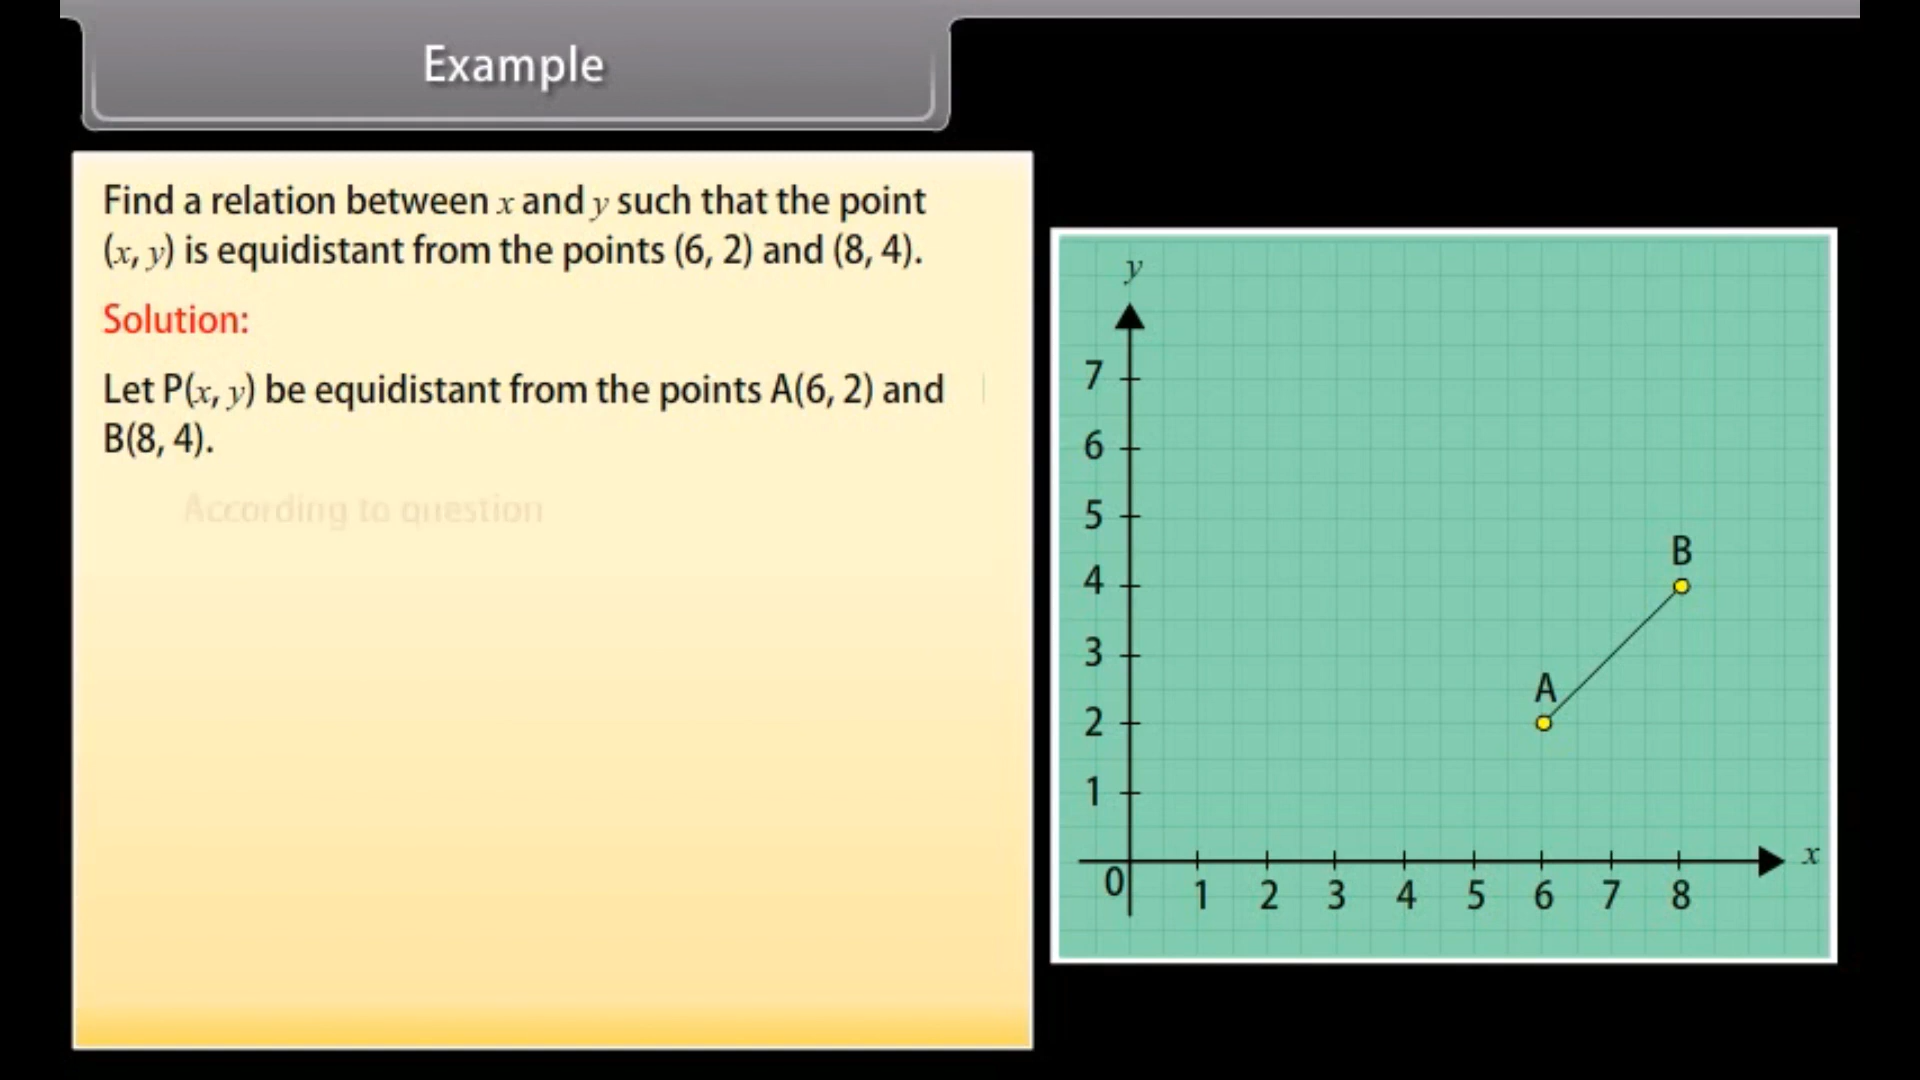 Example
Find a relation between x and y such that the point
(x, y) is equidistant from the points (6, 2) and (8, 4).
Solution:
Let P(x, y) be equidistant from the points A(6, 2) and
B(8, 4).
According to question
y
7
6
5
4
3
2
1
B
A
x
0 1 2 3 4 5 6 7 8